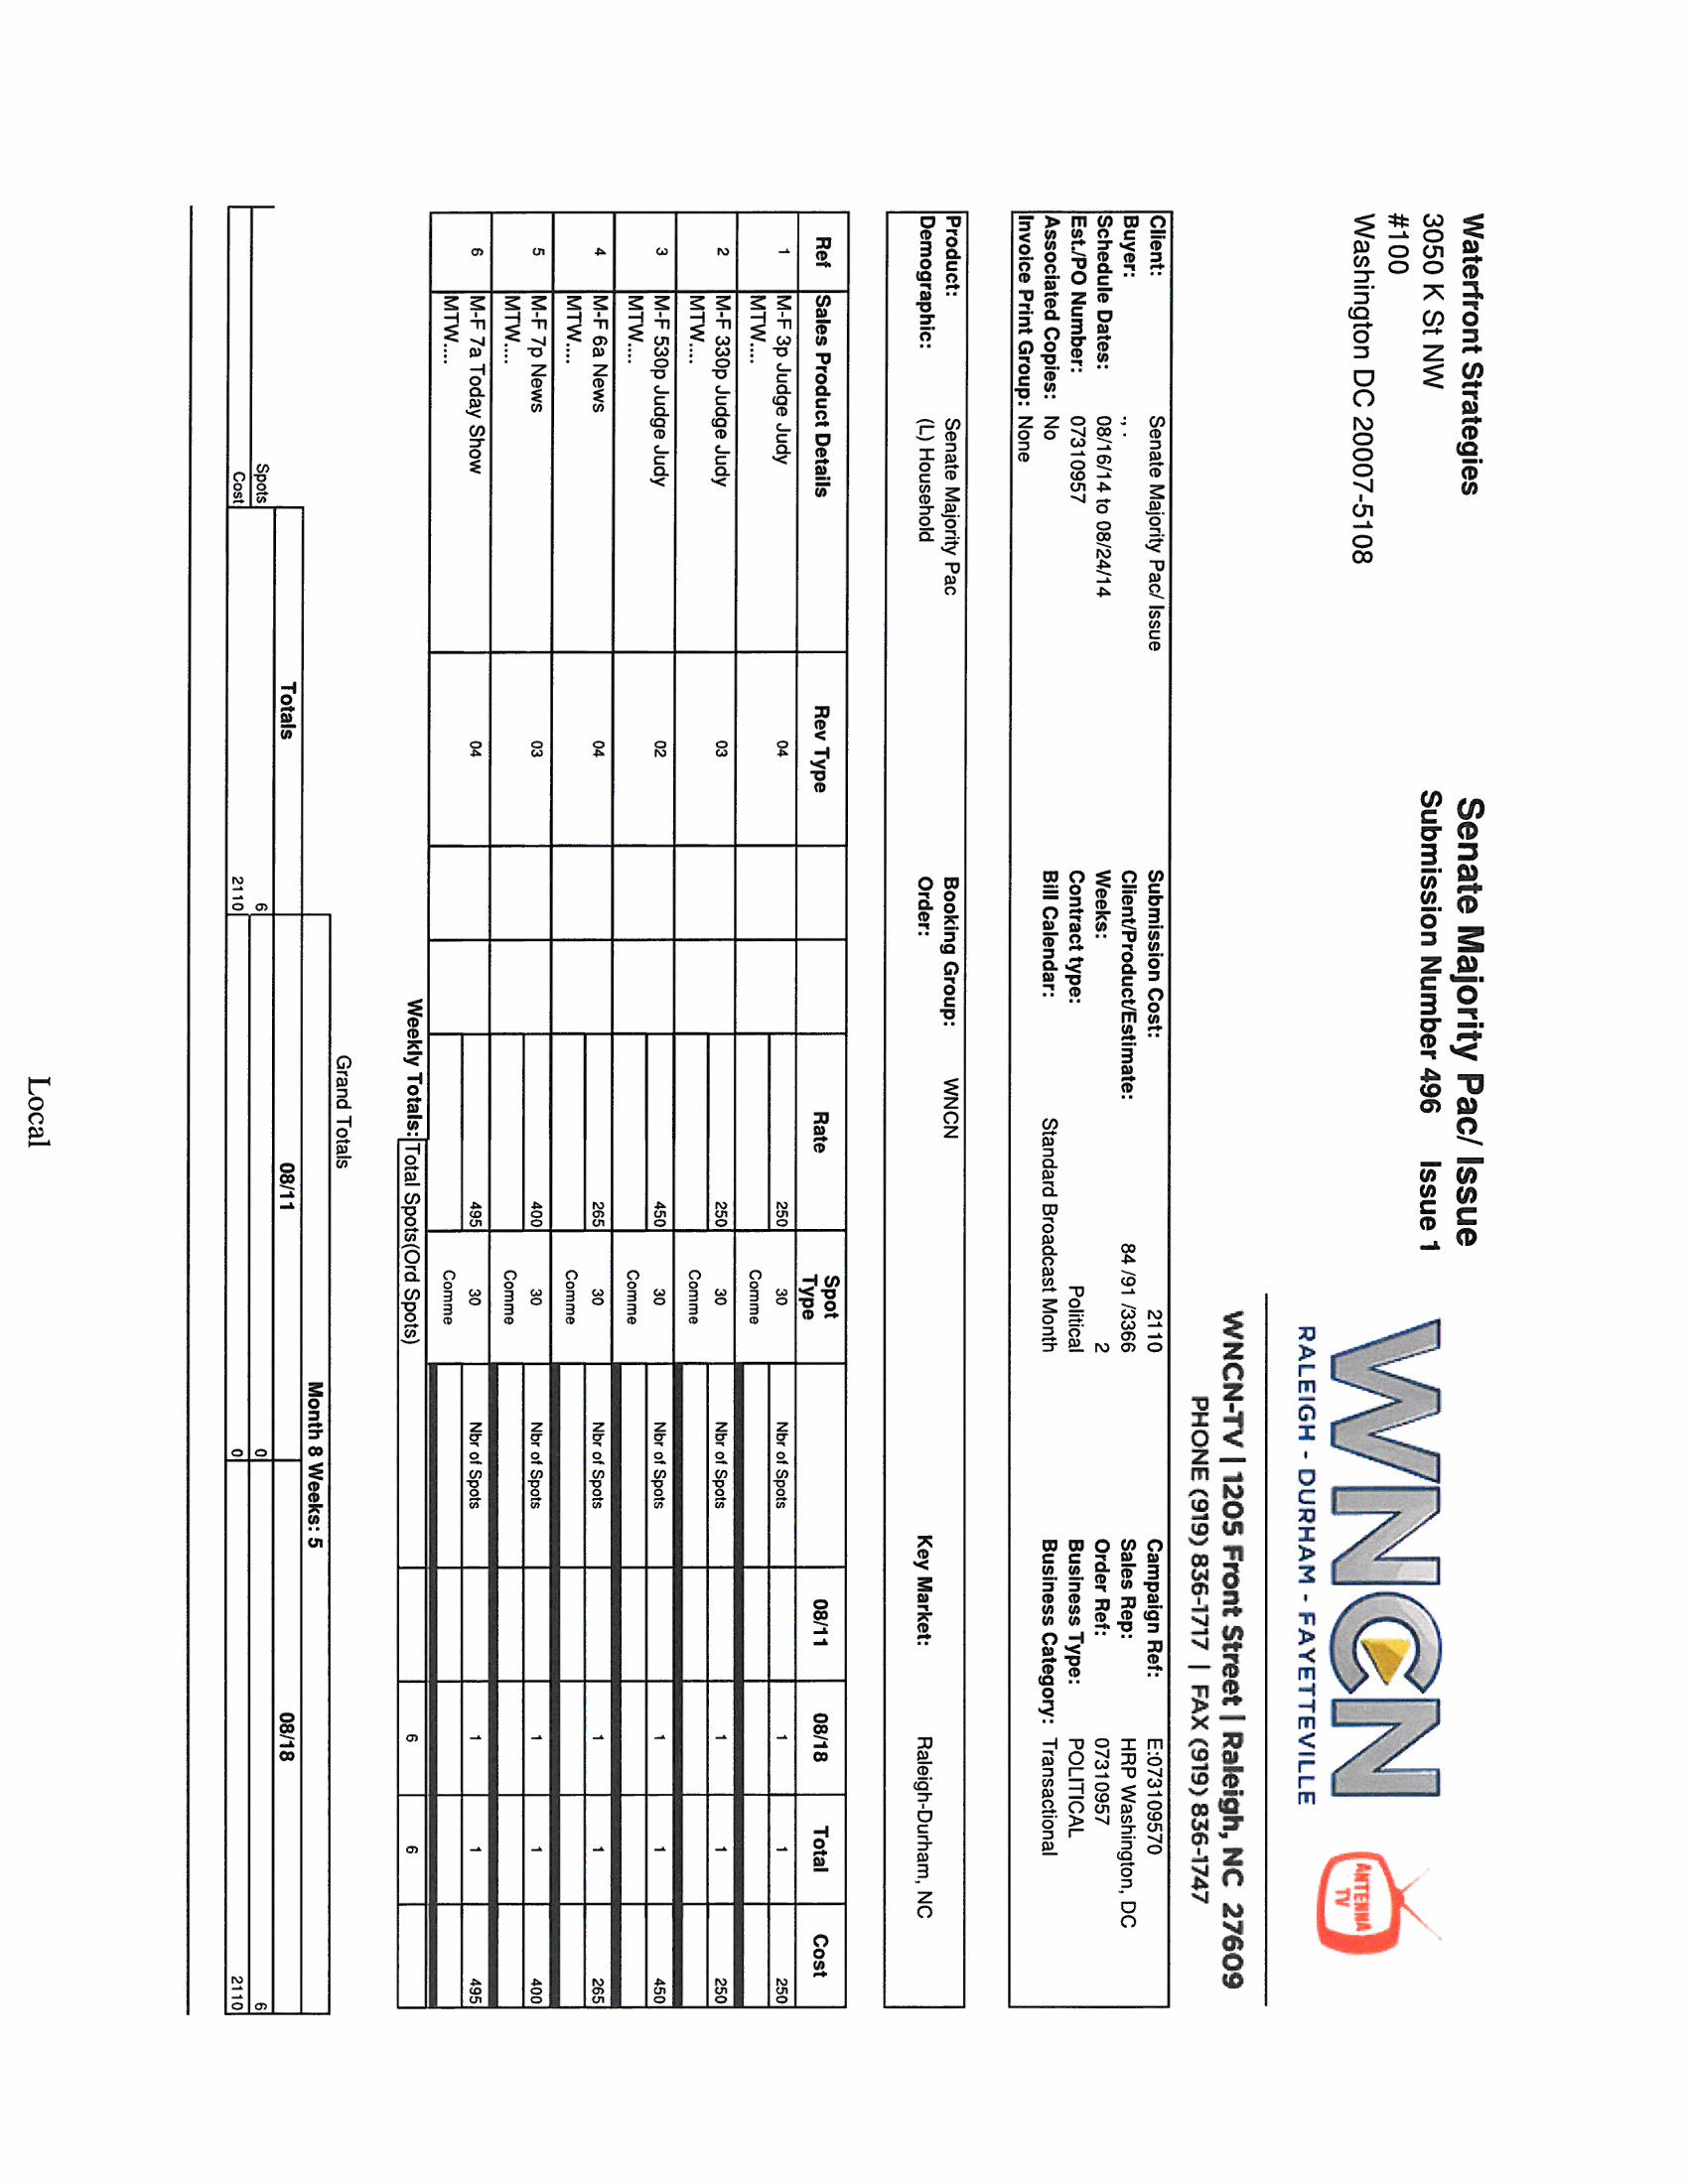 Waterfront Strategies
3050 K St NW
#100
Washington DC 20007-5108
Senate Majority Pac/ Issue
Submission Number 496 Issue 1
WNCN
RALEIGH - DURHAM - FAYETTEVILLE
ANTENNA
TV
WNCN-TV | 1205 Front Street | Raleigh, NC 27609
PHONE (919) 836-1717 | FAX (919) 836-1747
Client: Senate Majority Pac/ Issue Submission Cost: 2110 Campaign Ref: E:073109570
Buyer: ., . Client/Product/Estimate: 84 /91 /3366 Sales Rep: HRP Washington, DC
Schedule Dates: 08/16/14 to 08/24/14 Weeks: 2 Order Ref: 07310957
Est./PO Number: 07310957 Contract type: Political Business Type: POLITICAL
Associated Copies: No Bill Calendar: Standard Broadcast Month Business Category: Transactional
Invoice Print Group: None
Product: Senate Majority Pac Booking Group: WNCN
Demographic: (L) Household Order: Key Market: Raleigh-Durham, NC
Ref Sales Product Details Rev Type Rate Spot Type 08/11 08/18 Total Cost
1 M-F 3p Judge Judy 04 250 30 Nbr of Spots 1 1 250
MTW.... Comme
2 M-F 330p Judge Judy 03 250 30 Nbr of Spots 1 1 250
MTW.... Comme
3 M-F 530p Judge Judy 02 450 30 Nbr of Spots 1 1 450
MTW.... Comme
4 M-F 6a News 04 265 30 Nbr of Spots 1 1 265
MTW.... Comme
5 M-F 7p News 03 400 30 Nbr of Spots 1 1 400
MTW.... Comme
6 M-F 7a Today Show 04 495 30 Nbr of Spots 1 1 495
MTW.... Comme
Weekly Totals: Total Spots(Ord Spots) 6 6
Grand Totals
Month 8 Weeks: 5
Totals 08/11 08/18
Spots 6 0 6
Cost 2110 0 2110
Local